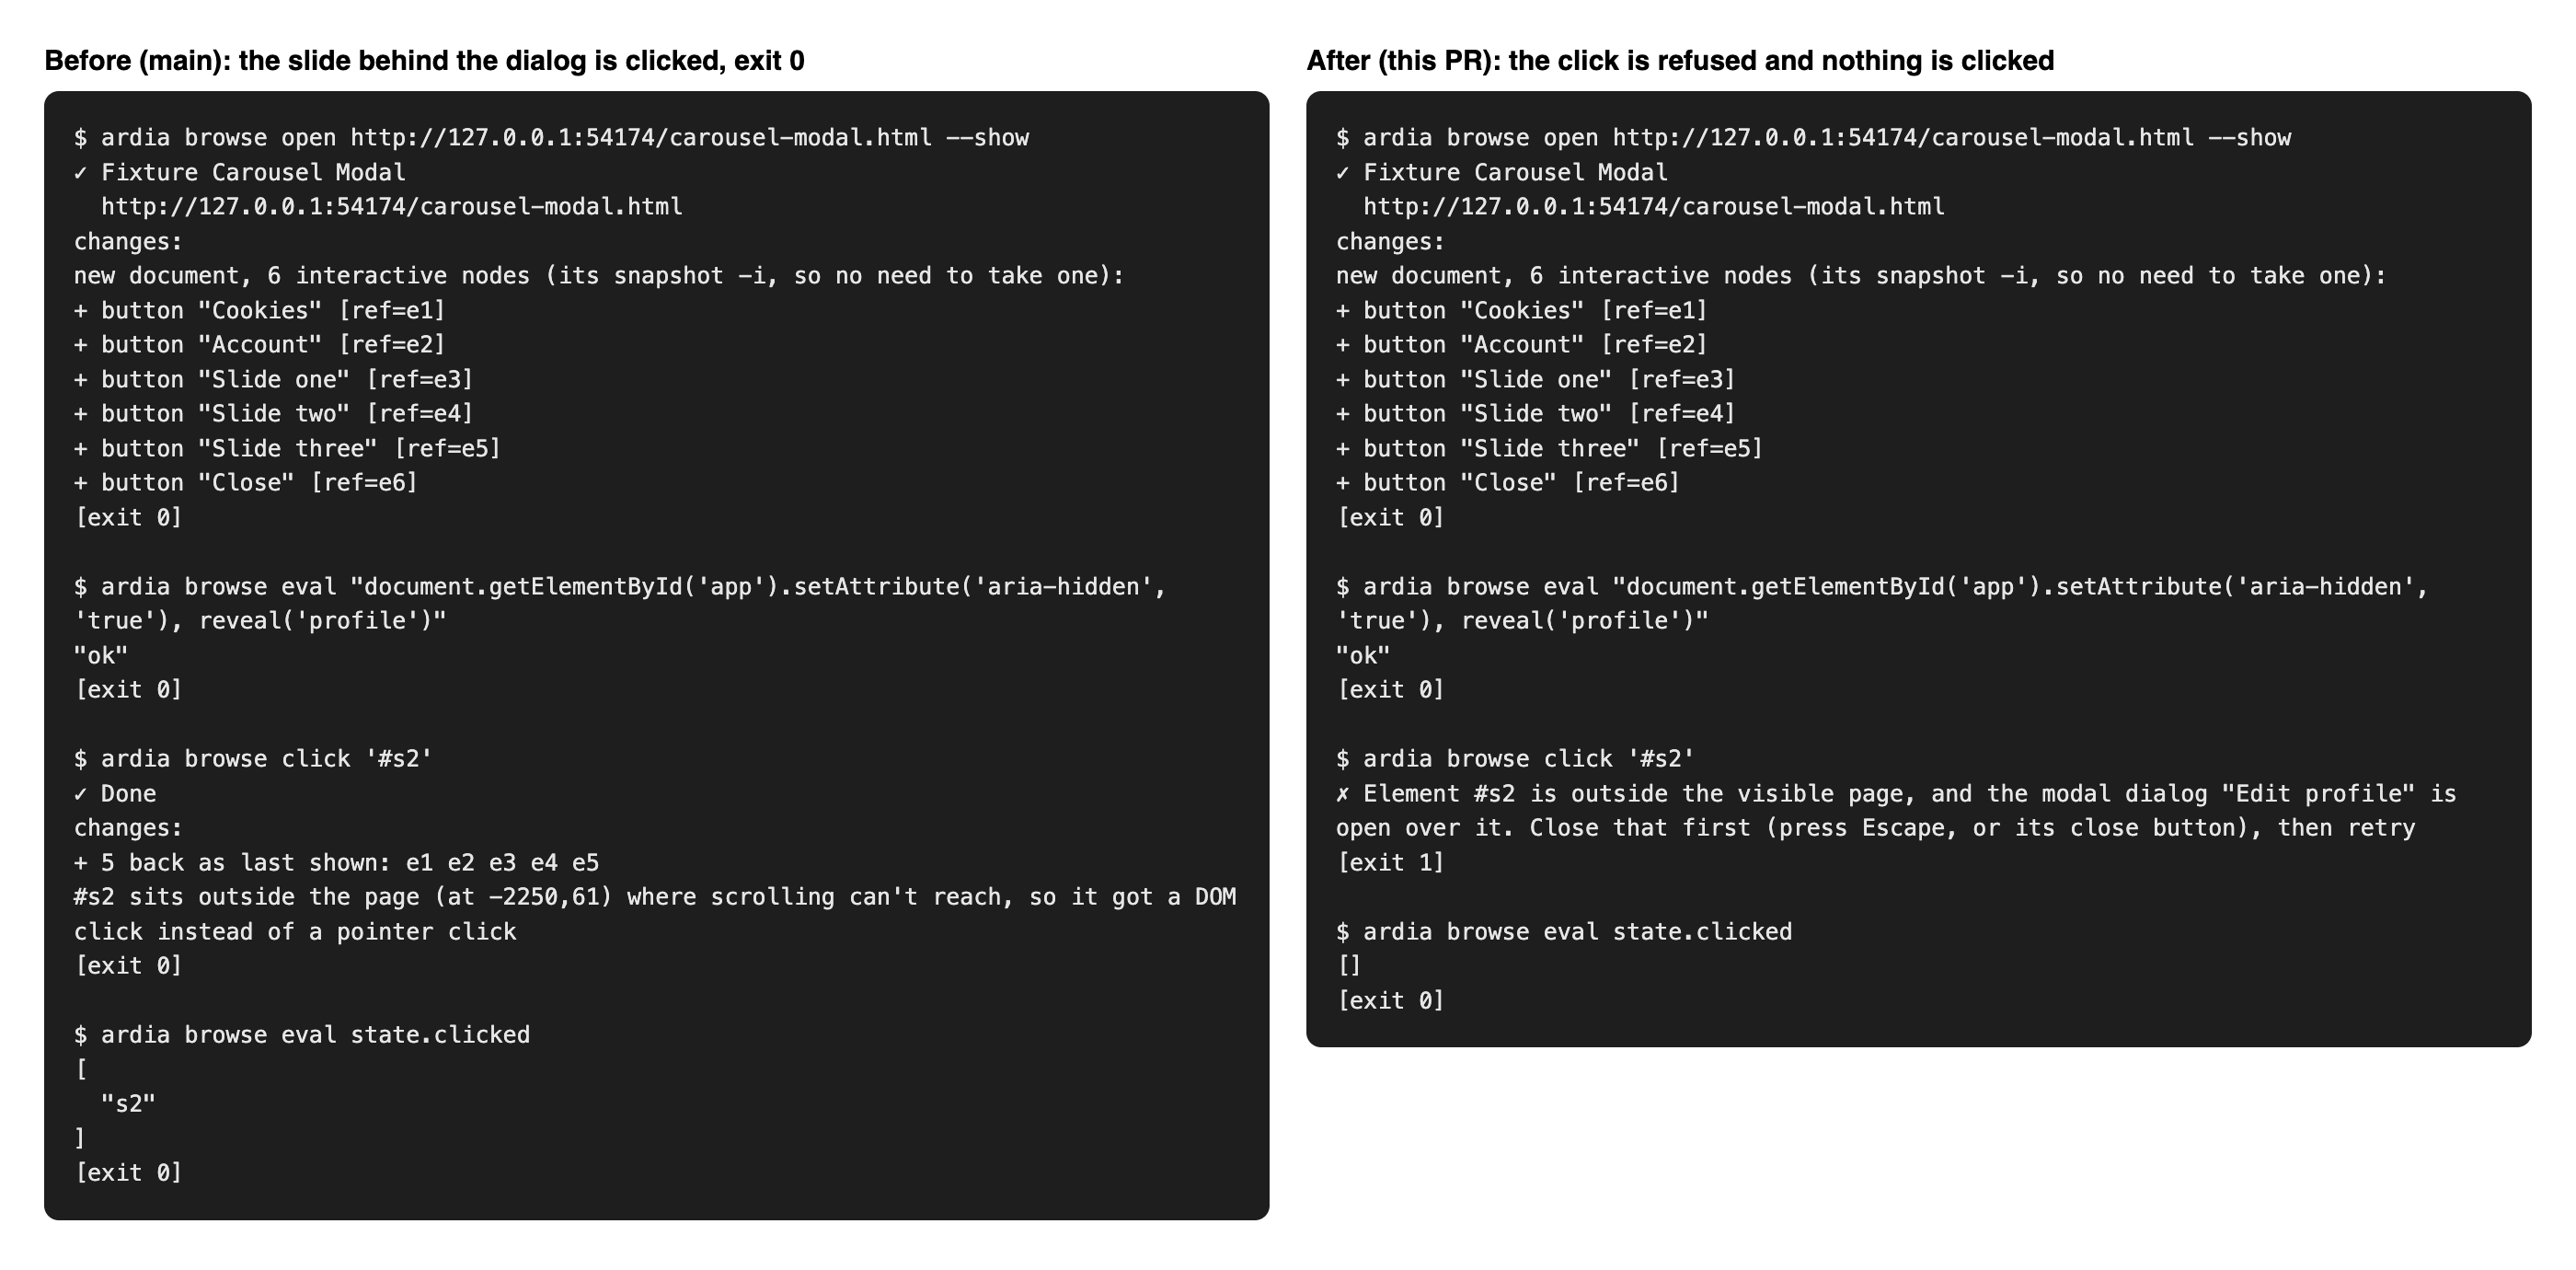 Before (main): the slide behind the dialog is clicked, exit 0
$ ardia browse open http://127.0.0.1:54174/carousel-modal.html --show
✓ Fixture Carousel Modal
  http://127.0.0.1:54174/carousel-modal.html
changes:
new document, 6 interactive nodes (its snapshot -i, so no need to take one):
+ button "Cookies" [ref=e1]
+ button "Account" [ref=e2]
+ button "Slide one" [ref=e3]
+ button "Slide two" [ref=e4]
+ button "Slide three" [ref=e5]
+ button "Close" [ref=e6]
[exit 0]
$ ardia browse eval "document.getElementById('app').setAttribute('aria-hidden',
'true'), reveal('profile')"
"ok"
[exit 0]
$ ardia browse click '#s2'
✓ Done
changes:
+ 5 back as last shown: e1 e2 e3 e4 e5
#s2 sits outside the page (at -2250,61) where scrolling can't reach, so it got a DOM
click instead of a pointer click
[exit 0]
$ ardia browse eval state.clicked
[
  "s2"
]
[exit 0]
After (this PR): the click is refused and nothing is clicked
$ ardia browse open http://127.0.0.1:54174/carousel-modal.html --show
✓ Fixture Carousel Modal
  http://127.0.0.1:54174/carousel-modal.html
changes:
new document, 6 interactive nodes (its snapshot -i, so no need to take one):
+ button "Cookies" [ref=e1]
+ button "Account" [ref=e2]
+ button "Slide one" [ref=e3]
+ button "Slide two" [ref=e4]
+ button "Slide three" [ref=e5]
+ button "Close" [ref=e6]
[exit 0]
$ ardia browse eval "document.getElementById('app').setAttribute('aria-hidden',
'true'), reveal('profile')"
"ok"
[exit 0]
$ ardia browse click '#s2'
✗ Element #s2 is outside the visible page, and the modal dialog "Edit profile" is
open over it. Close that first (press Escape, or its close button), then retry
[exit 1]
$ ardia browse eval state.clicked
[]
[exit 0]